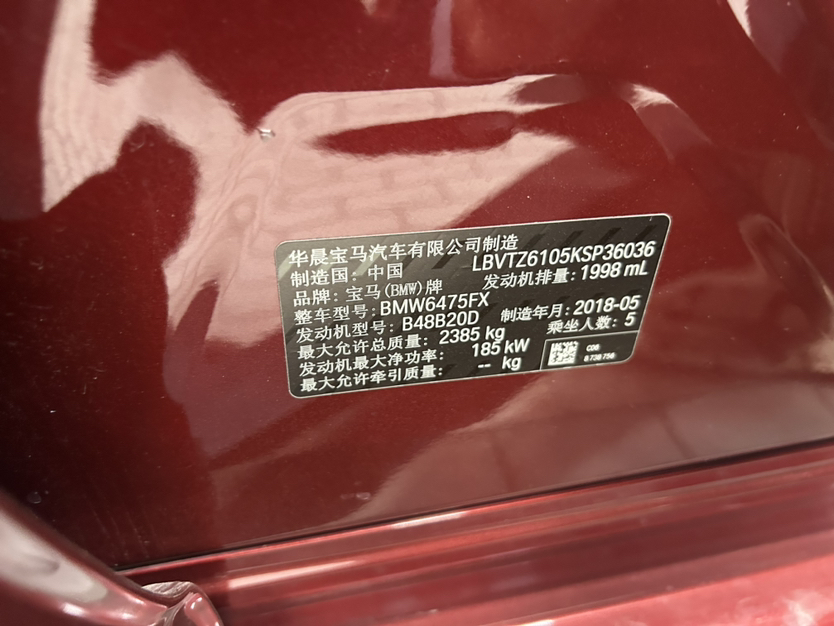 华晨宝马汽车有限公司制造
制造国: 中国 LBVTZ6105KSP36036
品牌: 宝马(BMW)牌 发动机排量: 1998 mL
整车型号: BMW6475FX
发动机型号: B48B20D 制造年月: 2018-05
最大允许总质量: 2385 kg 乘坐人数: 5
发动机最大净功率: 185 kW
最大允许牵引质量: -- kg
C06
8738756